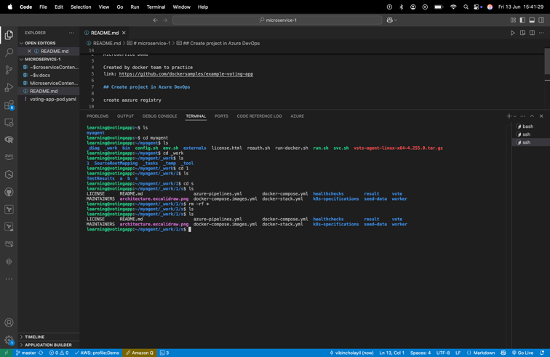 Code File Edit Selection View Go Run Terminal Window Help
Fri 13 Jun 15:41:29
microservice-1
EXPLORER
README.md
OPEN EDITORS
README.md
MICROSERVICE-1
README.md
voting-app-pod.yaml
README.md > # microservice-1 > ## Create project in Azure DevOps
Created by docker team to practice
link: https://github.com/dockersamples/example-voting-app
## Create project in Azure DevOps
create azure registry
PROBLEMS OUTPUT DEBUG CONSOLE TERMINAL PORTS CODE REFERENCE LOG AZURE
learning@votingapp:~$ ls
myagent
learning@votingapp:~$ cd myagent
learning@votingapp:~/myagent$ ls
_diag _work bin config.sh env.sh externals license.html reauth.sh run-docker.sh run.sh svc.sh vsts-agent-linux-x64-4.255.0.tar.gz
learning@votingapp:~/myagent$ cd _work
learning@votingapp:~/myagent/_work$ ls
1 SourceRootMapping _tasks _temp _tool
learning@votingapp:~/myagent/_work$ cd 1
learning@votingapp:~/myagent/_work/1$ ls
TestResults a b s
learning@votingapp:~/myagent/_work/1$ cd s
learning@votingapp:~/myagent/_work/1/s$ ls
LICENSE README.md azure-pipelines.yml docker-compose.yml healthchecks result vote
MAINTAINERS architecture.excalidraw.png docker-compose.images.yml docker-stack.yml k8s-specifications seed-data worker
learning@votingapp:~/myagent/_work/1/s$ rm -rf *
learning@votingapp:~/myagent/_work/1/s$ ls
learning@votingapp:~/myagent/_work/1/s$ ls
LICENSE README.md azure-pipelines.yml docker-compose.yml healthchecks result vote
MAINTAINERS architecture.excalidraw.png docker-compose.images.yml docker-stack.yml k8s-specifications seed-data worker
learning@votingapp:~/myagent/_work/1/s$
bash
ssh
ssh
TIMELINE
APPLICATION BUILDER
master 0 0 AWS: profile:Demo Amazon Q 3
Ln 13, Col 1 Spaces: 4 UTF-8 LF Markdown Go Live